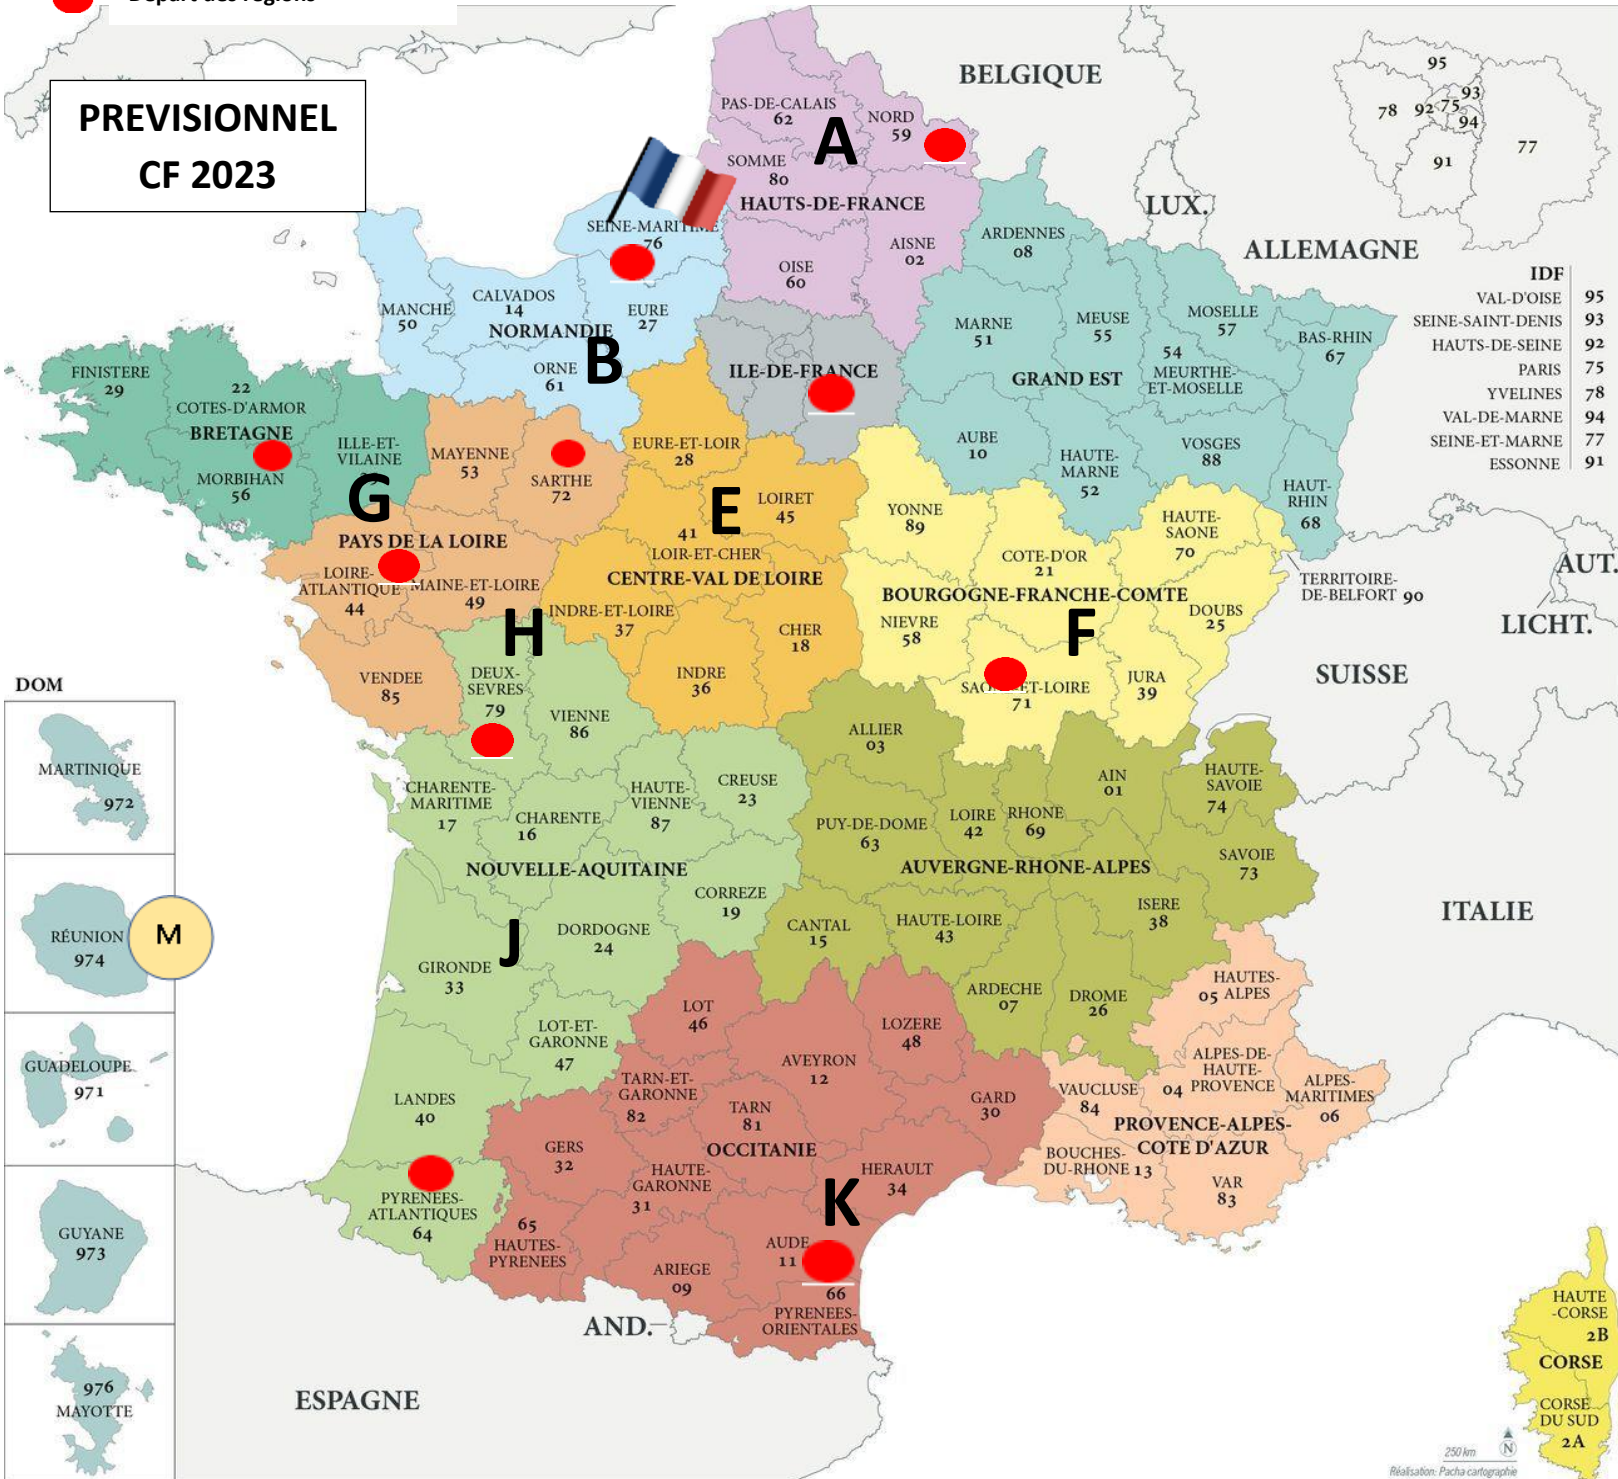 Départ des régions
PREVISIONNEL
CF 2023
BELGIQUE
LUX.
ALLEMAGNE
AUT.
LICHT.
SUISSE
ITALIE
ESPAGNE
AND.
95
93
78
92
75
94
91
77
IDF
VAL-D'OISE 95
SEINE-SAINT-DENIS 93
HAUTS-DE-SEINE 92
PARIS 75
YVELINES 78
VAL-DE-MARNE 94
SEINE-ET-MARNE 77
ESSONNE 91
PAS-DE-CALAIS
62
NORD
59
A
SOMME
80
HAUTS-DE-FRANCE
OISE
60
AISNE
02
SEINE-MARITIME
76
MANCHE
50
CALVADOS
14
NORMANDIE
EURE
27
ORNE
61
B
ILE-DE-FRANCE
ARDENNES
08
MARNE
51
MEUSE
55
MOSELLE
57
BAS-RHIN
67
54
MEURTHE-
ET-MOSELLE
GRAND EST
AUBE
10
HAUTE-
MARNE
52
VOSGES
88
HAUT-
RHIN
68
FINISTERE
29
22
COTES-D'ARMOR
BRETAGNE
ILLE-ET-
VILAINE
MORBIHAN
56
G
MAYENNE
53
SARTHE
72
PAYS DE LA LOIRE
LOIRE-
ATLANTIQUE
44
MAINE-ET-LOIRE
49
VENDEE
85
EURE-ET-LOIR
28
LOIRET
45
E
41
LOIR-ET-CHER
CENTRE-VAL DE LOIRE
INDRE-ET-LOIRE
37
CHER
18
INDRE
36
YONNE
89
COTE-D'OR
21
HAUTE-
SAONE
70
TERRITOIRE-
DE-BELFORT 90
BOURGOGNE-FRANCHE-COMTE
NIEVRE
58
DOUBS
25
F
SAONE-ET-LOIRE
71
JURA
39
H
DEUX-
SEVRES
79
VIENNE
86
CHARENTE-
MARITIME
17
CHARENTE
16
HAUTE-
VIENNE
87
CREUSE
23
NOUVELLE-AQUITAINE
CORREZE
19
DORDOGNE
24
J
GIRONDE
33
LOT-ET-
GARONNE
47
LANDES
40
PYRENEES-
ATLANTIQUES
64
ALLIER
03
PUY-DE-DOME
63
LOIRE
42
RHONE
69
AIN
01
HAUTE-
SAVOIE
74
AUVERGNE-RHONE-ALPES
SAVOIE
73
CANTAL
15
HAUTE-LOIRE
43
ISERE
38
ARDECHE
07
DROME
26
LOT
46
LOZERE
48
AVEYRON
12
TARN-ET-
GARONNE
82
TARN
81
GARD
30
OCCITANIE
GERS
32
HAUTE-
GARONNE
31
HERAULT
34
K
65
HAUTES-
PYRENEES
ARIEGE
09
AUDE
11
66
PYRENEES-
ORIENTALES
HAUTES-
05 ALPES
ALPES-DE-
HAUTE-
04 PROVENCE
ALPES-
MARITIMES
06
VAUCLUSE
84
PROVENCE-ALPES-
COTE D'AZUR
BOUCHES-
DU-RHONE 13
VAR
83
DOM
MARTINIQUE
972
RÉUNION
974
M
GUADELOUPE
971
GUYANE
973
976
MAYOTTE
HAUTE
-CORSE
2B
CORSE
CORSE
DU SUD
2A
250 km
N
Réalisation: Pacha cartographie